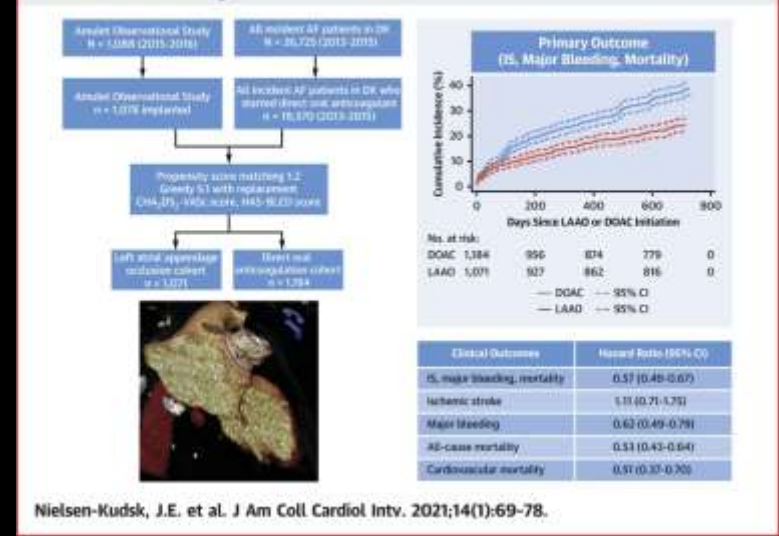 Amulet Observational Study
N = 1,088 (2015-2016)
All incident AF patients in DK
N = (2013-2015)
Amulet Observational Study
n = 1,078 implanted
All incident AF patients in DK who
started direct oral anticoagulant
(2013-2015)
Propensity score matching 1:2
Greedy 5:1 with replacement
CHA₂DS₂-VASc score, HAS-BLED score
Left atrial appendage
occlusion cohort
n = 1,071
Direct oral
anticoagulation cohort
n = 1,184
Primary Outcome
(IS, Major Bleeding, Mortality)
Cumulative Incidence (%)
40
30
20
10
0
0 200 400 600 800
Days Since LAAO or DOAC Initiation
No. at risk:
DOAC 1,184 956 874 779 0
LAAO 1,071 927 862 816 0
DOAC 95% CI
LAAO 95% CI
Clinical Outcomes Hazard Ratio (95% CI)
IS, major bleeding, mortality 0.57 (0.49-0.67)
Ischemic stroke 1.11 (0.71-1.75)
Major bleeding 0.62 (0.49-0.79)
All-cause mortality 0.53 (0.43-0.64)
Cardiovascular mortality 0.51 (0.37-0.70)
Nielsen-Kudsk, J.E. et al. J Am Coll Cardiol Intv. 2021;14(1):69-78.